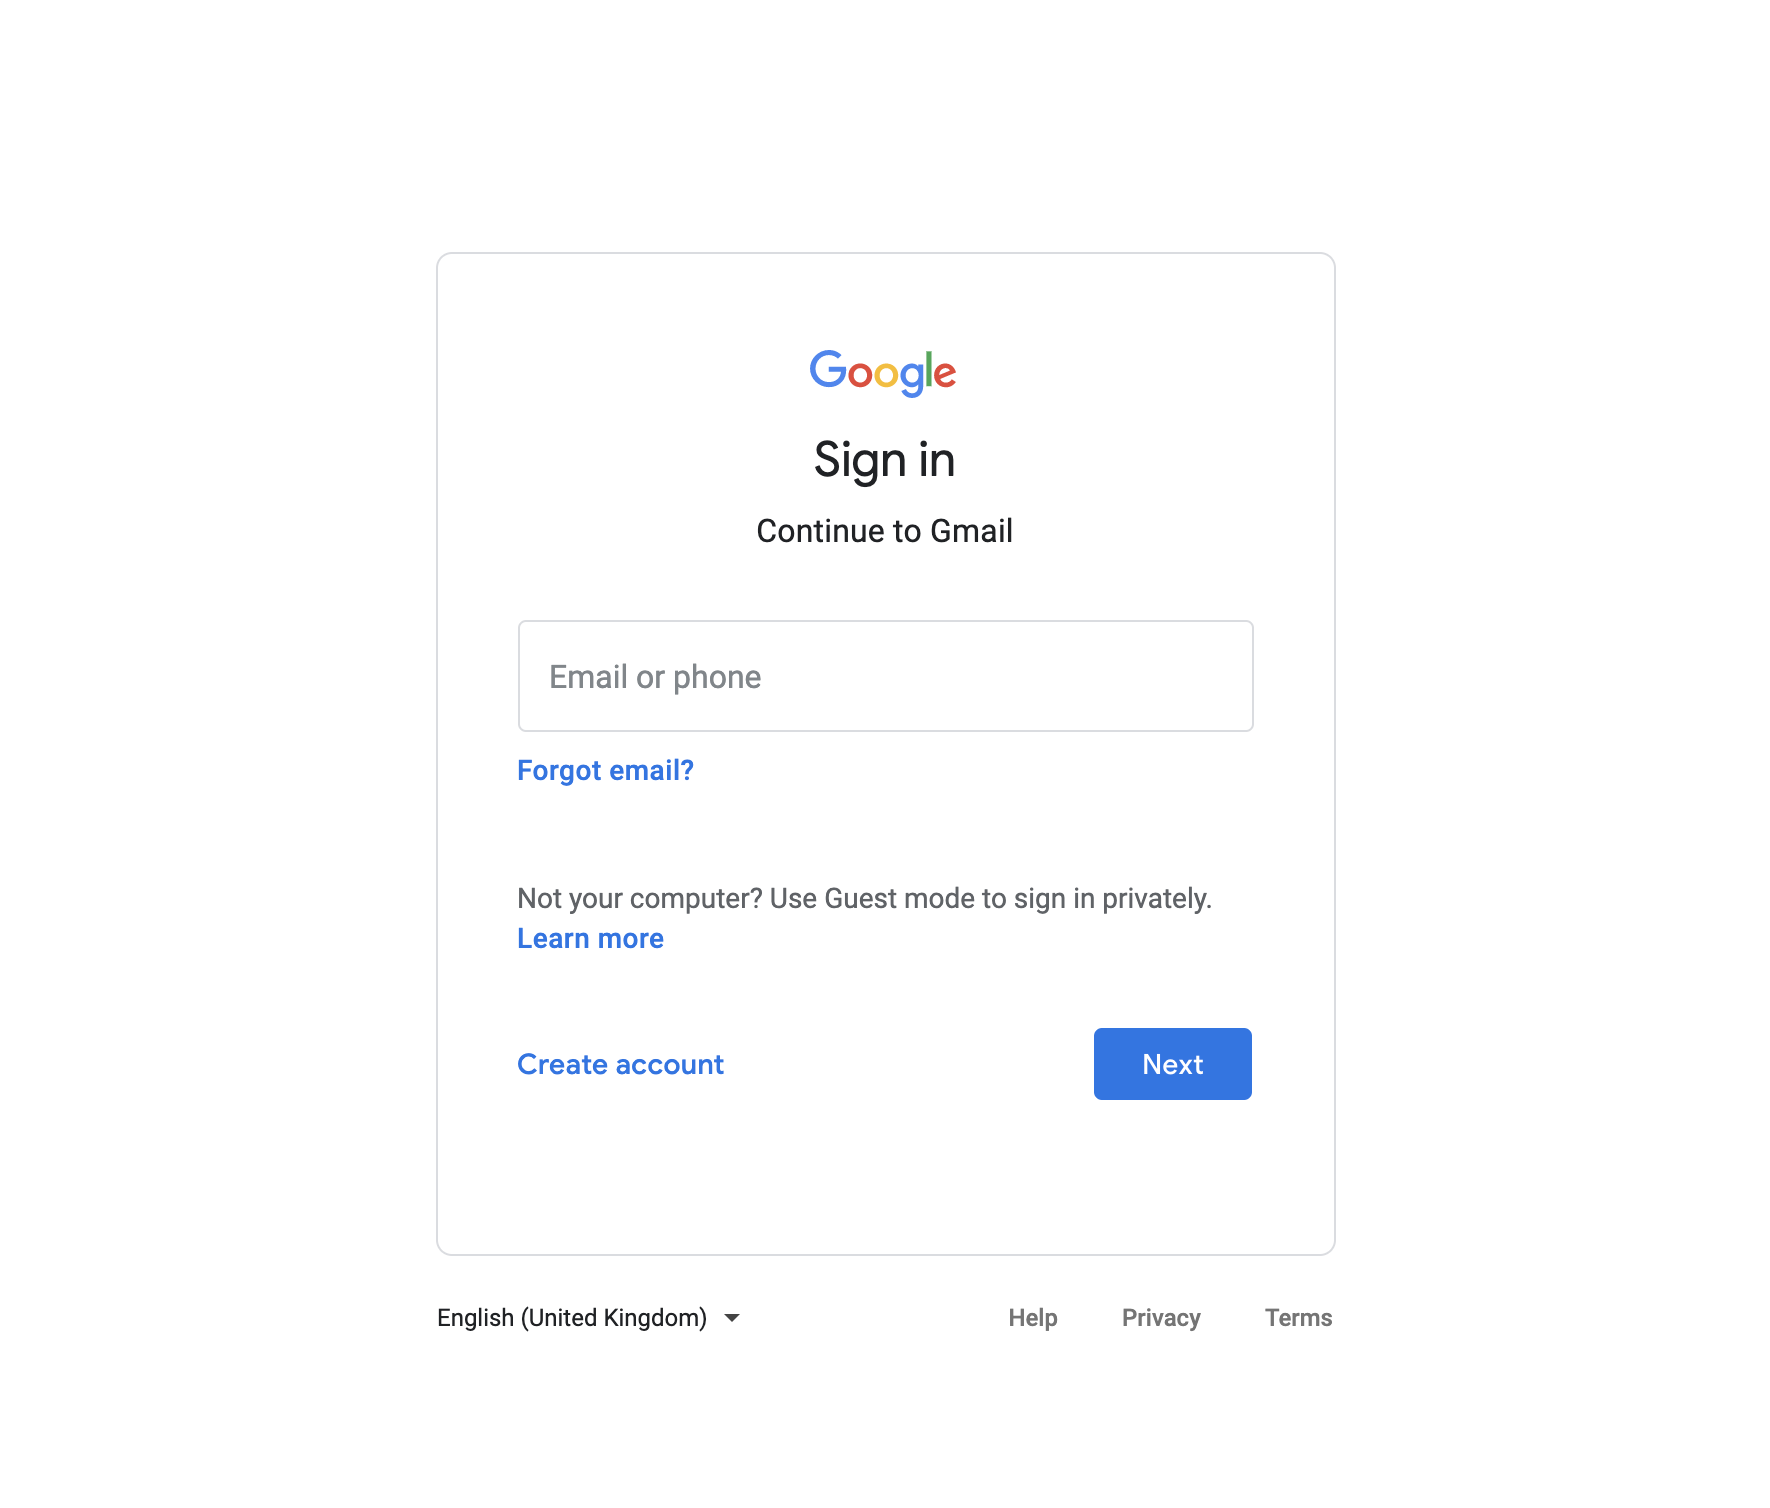 Google
Sign in
Continue to Gmail
Email or phone
Forgot email?
Not your computer? Use Guest mode to sign in privately.
Learn more
Create account
Next
English (United Kingdom)
Help
Privacy
Terms